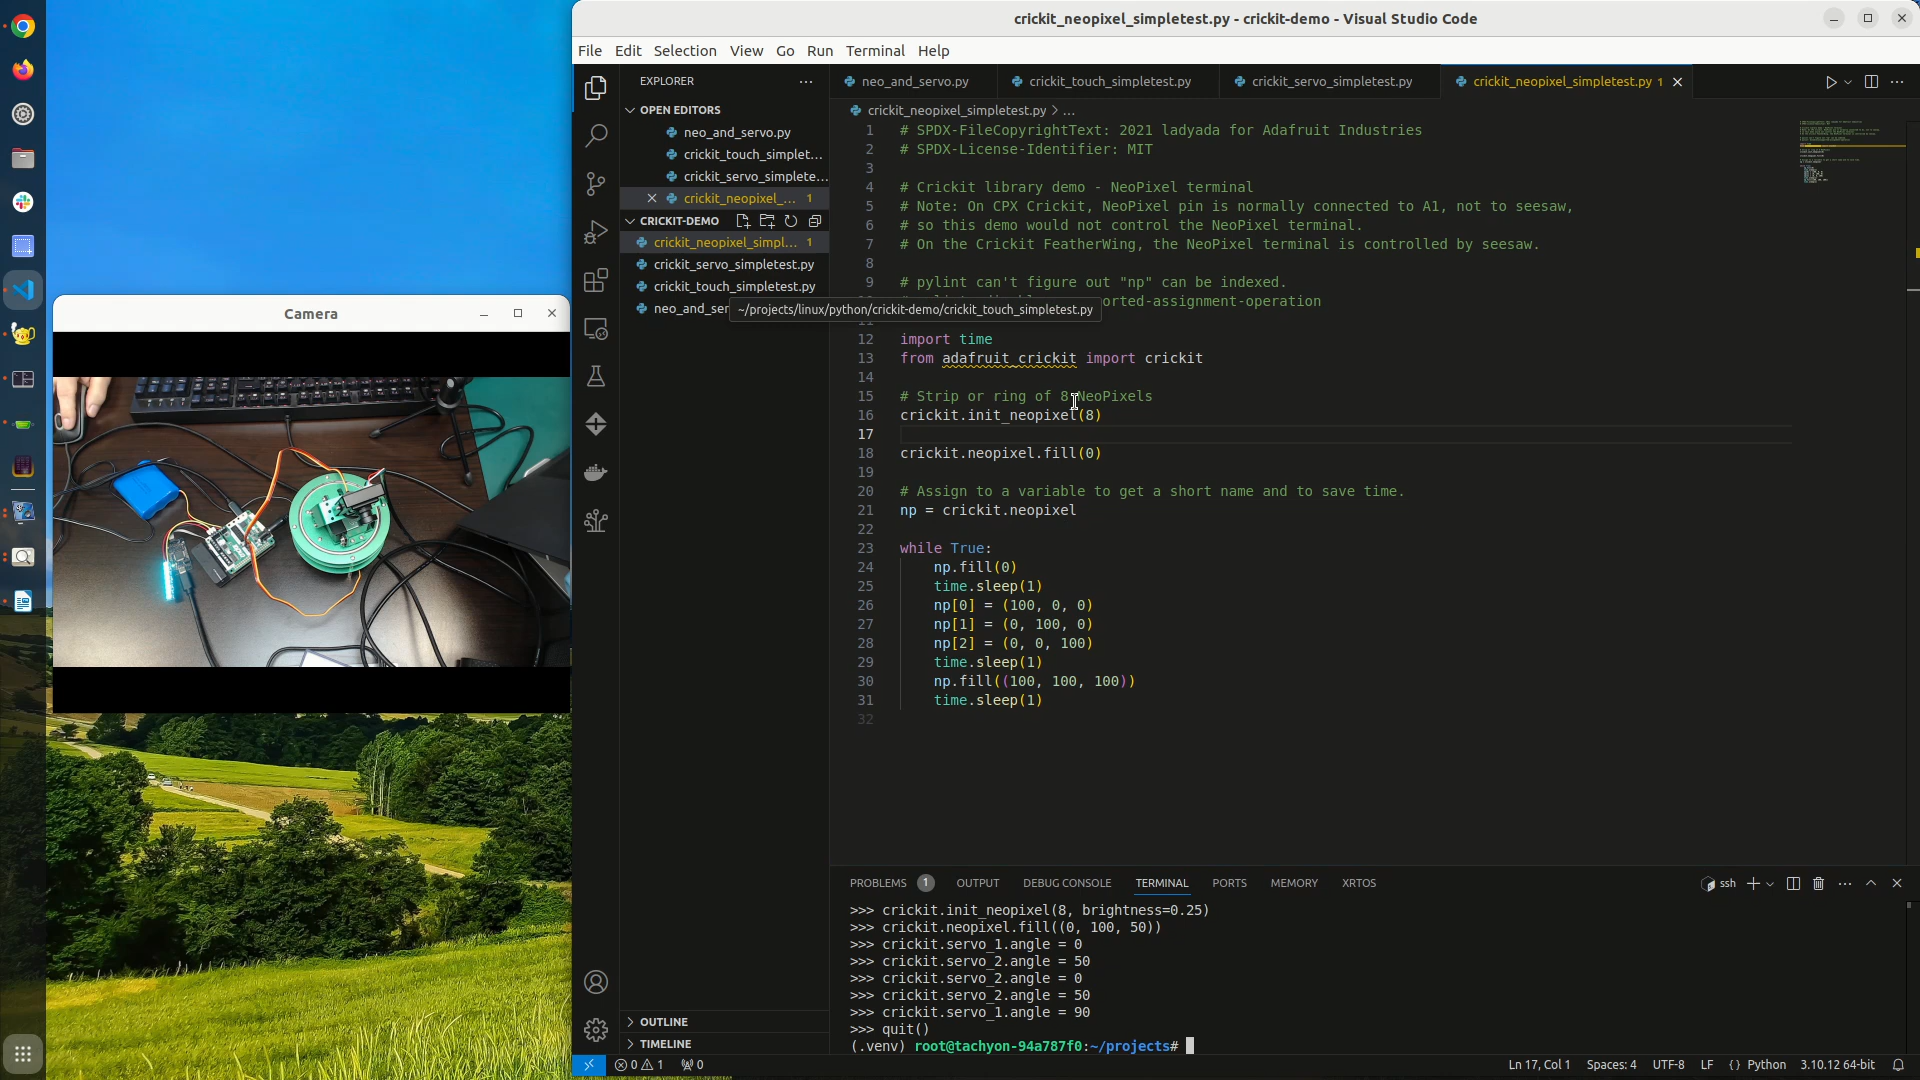 crickit_neopixel_simpletest.py - crickit-demo - Visual Studio Code
File Edit Selection View Go Run Terminal Help
EXPLORER
OPEN EDITORS
neo_and_servo.py
crickit_touch_simplet...
crickit_servo_simplete...
crickit_neopixel_... 1
CRICKIT-DEMO
crickit_neopixel_simpl... 1
crickit_servo_simpletest.py
crickit_touch_simpletest.py
neo_and_ser
OUTLINE
TIMELINE
Camera
neo_and_servo.py crickit_touch_simpletest.py crickit_servo_simpletest.py crickit_neopixel_simpletest.py 1
crickit_neopixel_simpletest.py > ...
1 # SPDX-FileCopyrightText: 2021 ladyada for Adafruit Industries
2 # SPDX-License-Identifier: MIT
3
4 # Crickit library demo - NeoPixel terminal
5 # Note: On CPX Crickit, NeoPixel pin is normally connected to A1, not to seesaw,
6 # so this demo would not control the NeoPixel terminal.
7 # On the Crickit FeatherWing, the NeoPixel terminal is controlled by seesaw.
8
9 # pylint can't figure out "np" can be indexed.
orted-assignment-operation
~/projects/linux/python/crickit-demo/crickit_touch_simpletest.py
12 import time
13 from adafruit_crickit import crickit
14
15 # Strip or ring of 8 NeoPixels
16 crickit.init_neopixel(8)
17
18 crickit.neopixel.fill(0)
19
20 # Assign to a variable to get a short name and to save time.
21 np = crickit.neopixel
22
23 while True:
24 np.fill(0)
25 time.sleep(1)
26 np[0] = (100, 0, 0)
27 np[1] = (0, 100, 0)
28 np[2] = (0, 0, 100)
29 time.sleep(1)
30 np.fill((100, 100, 100))
31 time.sleep(1)
32
PROBLEMS 1 OUTPUT DEBUG CONSOLE TERMINAL PORTS MEMORY XRTOS
ssh
>>> crickit.init_neopixel(8, brightness=0.25)
>>> crickit.neopixel.fill((0, 100, 50))
>>> crickit.servo_1.angle = 0
>>> crickit.servo_2.angle = 50
>>> crickit.servo_2.angle = 0
>>> crickit.servo_2.angle = 50
>>> crickit.servo_1.angle = 90
>>> quit()
(.venv) root@tachyon-94a787f0:~/projects#
0 1 0
Ln 17, Col 1 Spaces: 4 UTF-8 LF {} Python 3.10.12 64-bit